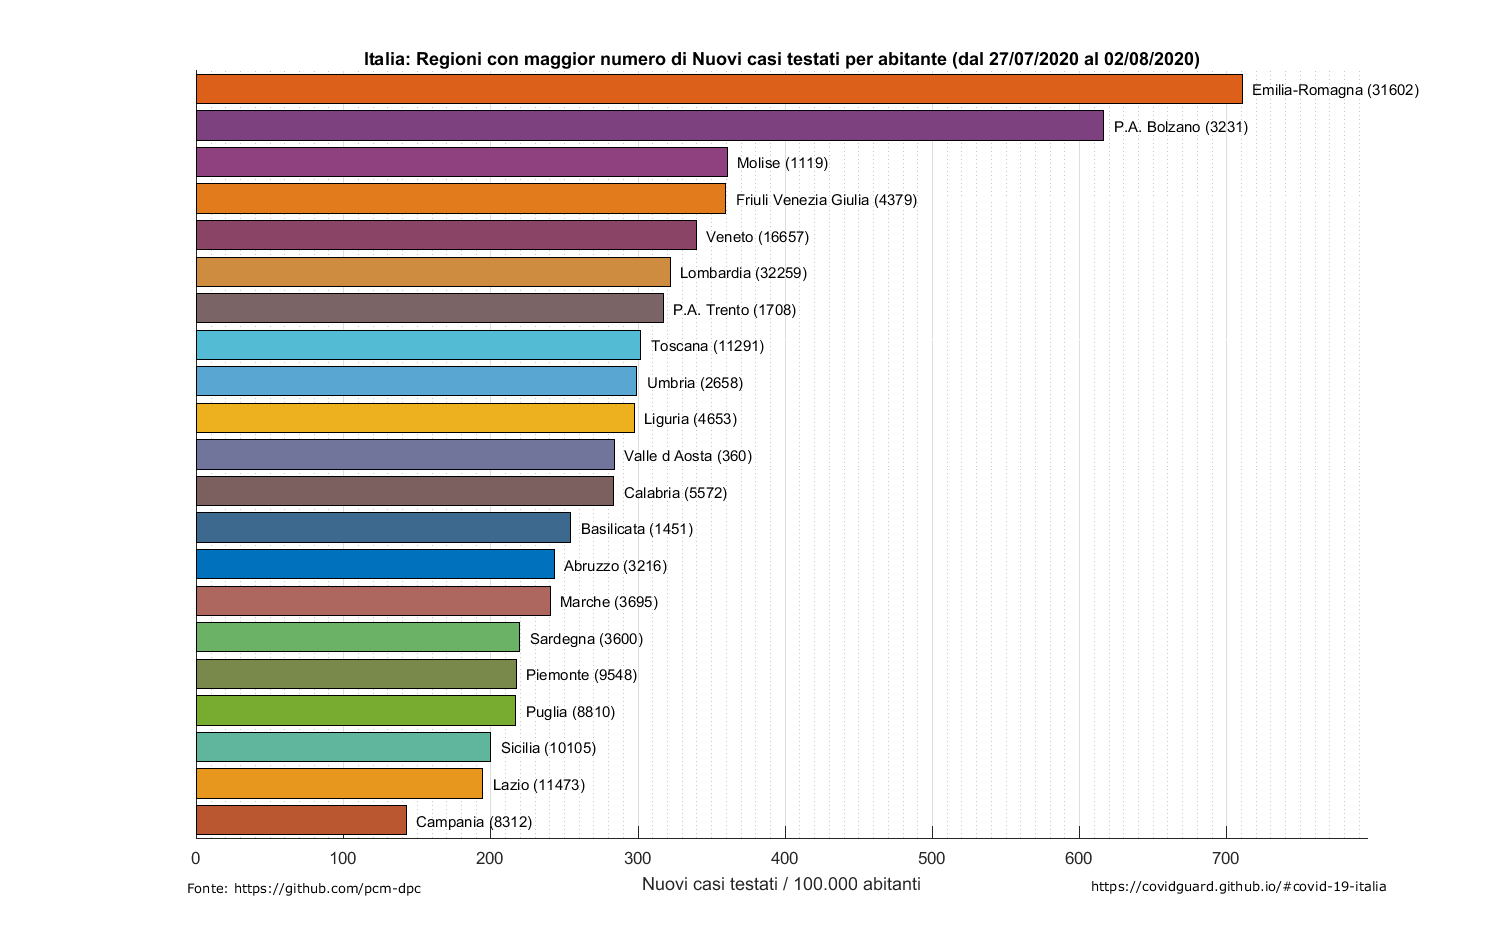 Italia: Regioni con maggior numero di Nuovi casi testati per abitante (dal 27/07/2020 al 02/08/2020)
Emilia-Romagna (31602)
P.A. Bolzano (3231)
Molise (1119)
Friuli Venezia Giulia (4379)
Veneto (16657)
Lombardia (32259)
P.A. Trento (1708)
Toscana (11291)
Umbria (2658)
Liguria (4653)
Valle d Aosta (360)
Calabria (5572)
Basilicata (1451)
Abruzzo (3216)
Marche (3695)
Sardegna (3600)
Piemonte (9548)
Puglia (8810)
Sicilia (10105)
Lazio (11473)
Campania (8312)
0 100 200 300 400 500 600 700
Nuovi casi testati / 100.000 abitanti
Fonte: https://github.com/pcm-dpc
https://covidguard.github.io/#covid-19-italia